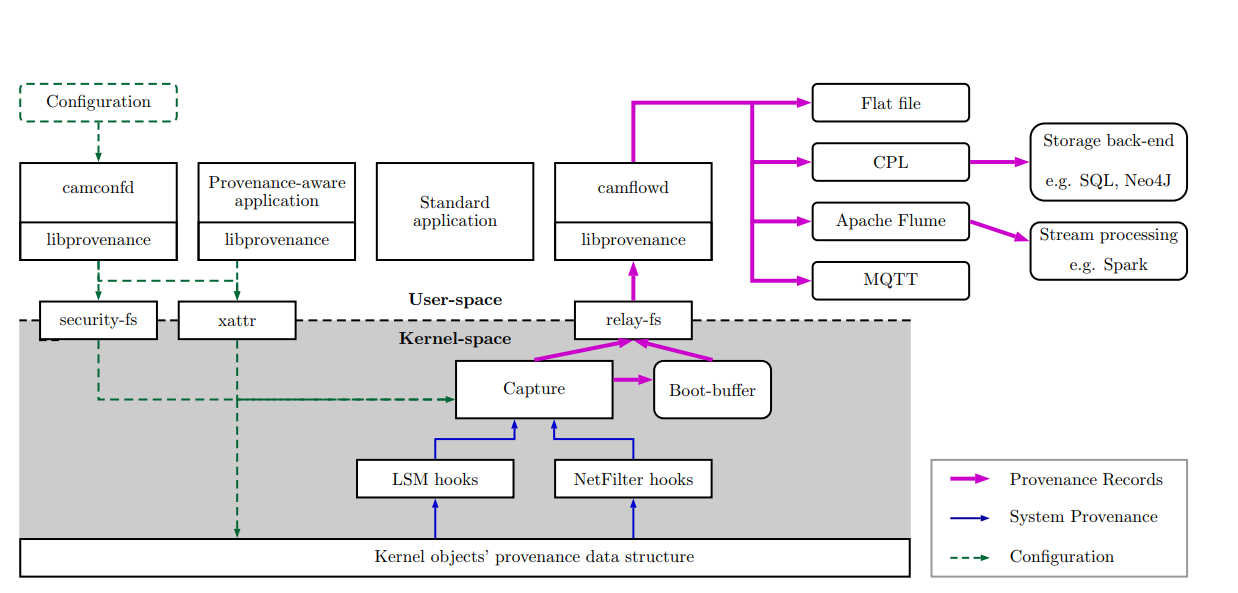 Configuration
camconfd
libprovenance
Provenance-aware
application
libprovenance
Standard
application
camflowd
libprovenance
Flat file
CPL
Apache Flume
MQTT
Storage back-end
e.g. SQL, Neo4J
Stream processing
e.g. Spark
User-space
security-fs
xattr
relay-fs
Kernel-space
Capture
Boot-buffer
LSM hooks
NetFilter hooks
Kernel objects' provenance data structure
Provenance Records
System Provenance
Configuration